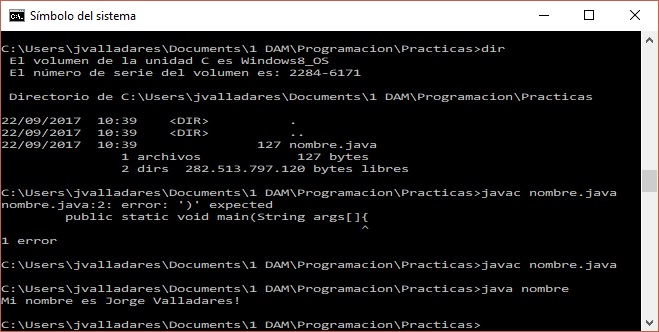 Símbolo del sistema
C:\Users\jvalladares\Documents\1 DAM\Programacion\Practicas>dir
El volumen de la unidad C es Windows8_OS
El número de serie del volumen es: 2284-6171
Directorio de C:\Users\jvalladares\Documents\1 DAM\Programacion\Practicas
22/09/2017  10:39    <DIR>          .
22/09/2017  10:39    <DIR>          ..
22/09/2017  10:39               127 nombre.java
1 archivos            127 bytes
2 dirs  282.513.797.120 bytes libres
C:\Users\jvalladares\Documents\1 DAM\Programacion\Practicas>javac nombre.java
nombre.java:2: error: ')' expected
public static void main(String args[]{
^
1 error
C:\Users\jvalladares\Documents\1 DAM\Programacion\Practicas>javac nombre.java
C:\Users\jvalladares\Documents\1 DAM\Programacion\Practicas>java nombre
Mi nombre es Jorge Valladares!
C:\Users\jvalladares\Documents\1 DAM\Programacion\Practicas>